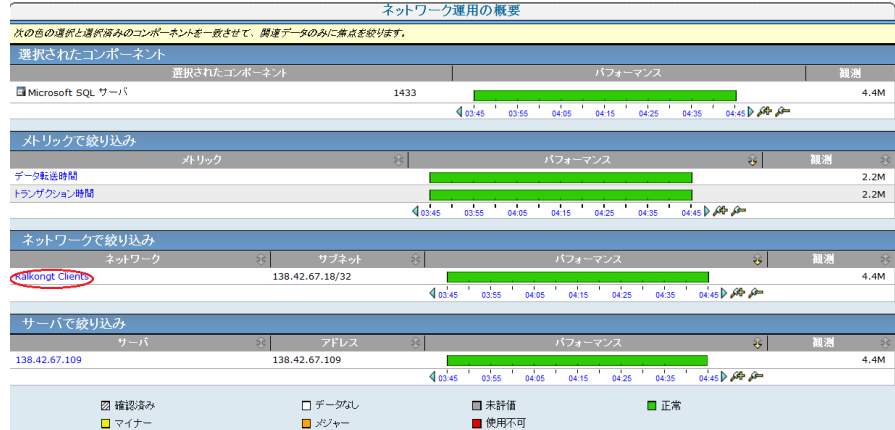 ネットワーク運用の概要
次の色の選択と選択済みのコンポーネントを一致させて、関連データのみに焦点を絞ります。
選択されたコンポーネント
選択されたコンポーネント パフォーマンス 観測
Microsoft SQL サーバ 1433 4.4M
03:45 03:55 04:05 04:15 04:25 04:35 04:45
メトリックで絞り込み
メトリック パフォーマンス 観測
データ転送時間 2.2M
トランザクション時間 2.2M
03:45 03:55 04:05 04:15 04:25 04:35 04:45
ネットワークで絞り込み
ネットワーク サブネット パフォーマンス 観測
Ralkongt Clients 138.42.67.18/32 4.4M
03:45 03:55 04:05 04:15 04:25 04:35 04:45
サーバで絞り込み
サーバ アドレス パフォーマンス 観測
138.42.67.109 138.42.67.109 4.4M
03:45 03:55 04:05 04:15 04:25 04:35 04:45
確認済み データなし 未評価 正常
マイナー メジャー 使用不可